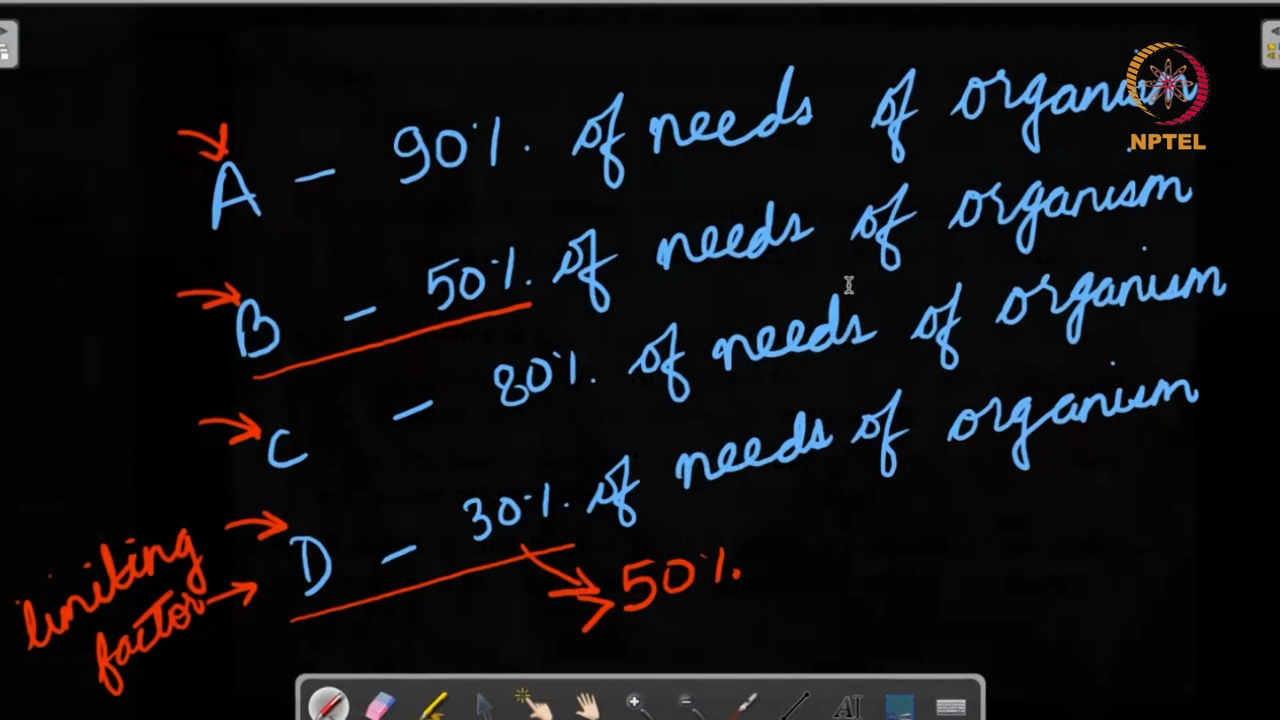 A - 90% of needs of organism
NPTEL
B - 50% of needs of organism
C - 80% of needs of organism
D - 30% of needs of organism
limiting
factor
50%
AI